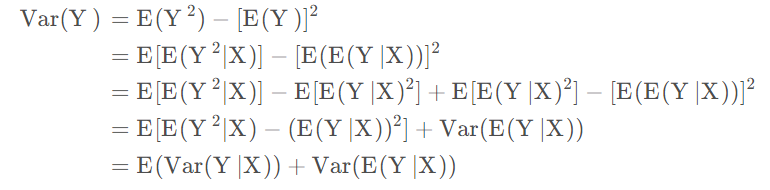 Var(Y) = E(Y²) − [E(Y)]²
= E[E(Y²|X)] − [E(E(Y|X))]²
= E[E(Y²|X)] − E[E(Y|X)²] + E[E(Y|X)²] − [E(E(Y|X))]²
= E[E(Y²|X) − (E(Y|X))²] + Var(E(Y|X))
= E(Var(Y|X)) + Var(E(Y|X))